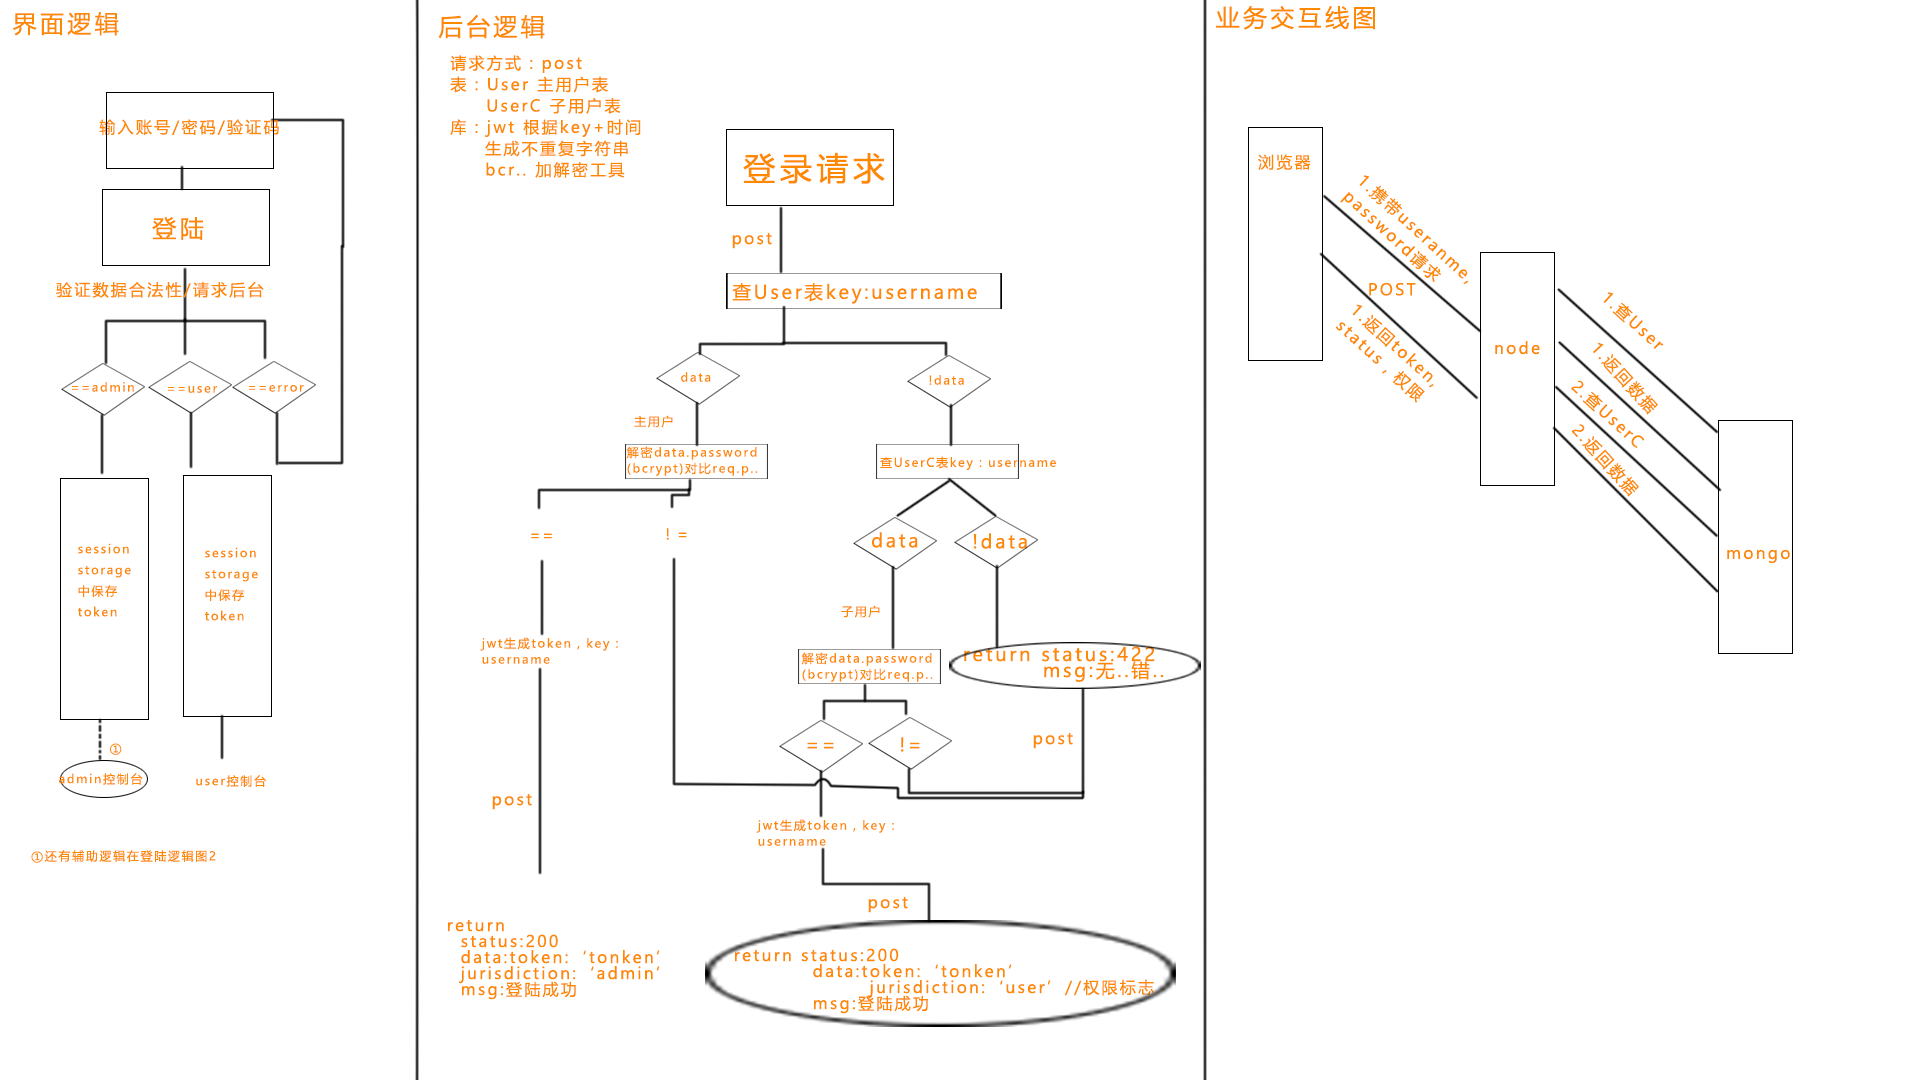 界面逻辑
输入账号/密码/验证码
登陆
验证数据合法性/请求后台
==admin
==user
==error
session
storage
中保存
token
session
storage
中保存
token
①
admin控制台
user控制台
①还有辅助逻辑在登陆逻辑图2
后台逻辑
请求方式：post
表：User 主用户表
UserC 子用户表
库：jwt 根据key+时间
生成不重复字符串
bcr.. 加解密工具
登录请求
post
查User表key:username
data
!data
主用户
解密data.password
(bcrypt)对比req.p..
查UserC表key：username
==
! =
data
!data
子用户
jwt生成token，key：
username
解密data.password
(bcrypt)对比req.p..
return status:422
msg:无..错..
==
!=
post
post
jwt生成token，key：
username
post
return
status:200
data:token:‘tonken’
jurisdiction:‘admin’
msg:登陆成功
return status:200
data:token:‘tonken’
jurisdiction:‘user’//权限标志
msg:登陆成功
业务交互线图
浏览器
1.携带useranme,
password请求
POST
1.返回token,
status，权限
node
1.查User
1.返回数据
2.查UserC
2.返回数据
mongo